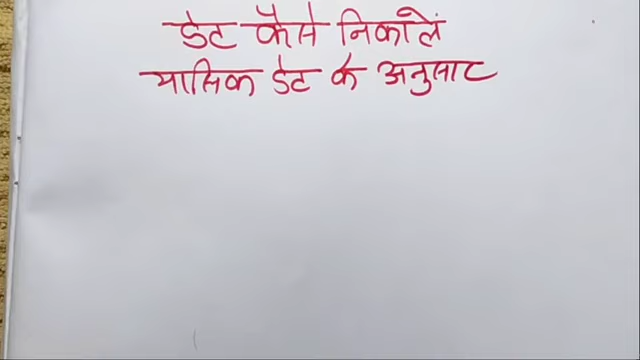 डेट कैसे निकालें
मासिक डेट के अनुसार